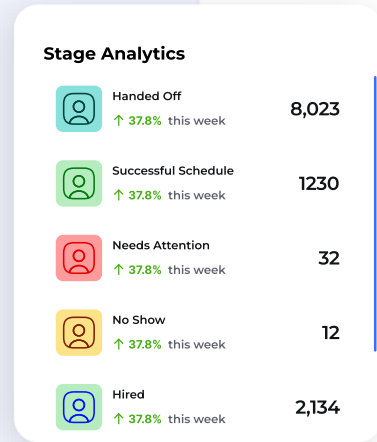 Stage Analytics
Handed Off
↑ 37.8% this week
8,023
Successful Schedule
↑ 37.8% this week
1230
Needs Attention
↑ 37.8% this week
32
No Show
↑ 37.8% this week
12
Hired
↑ 37.8% this week
2,134